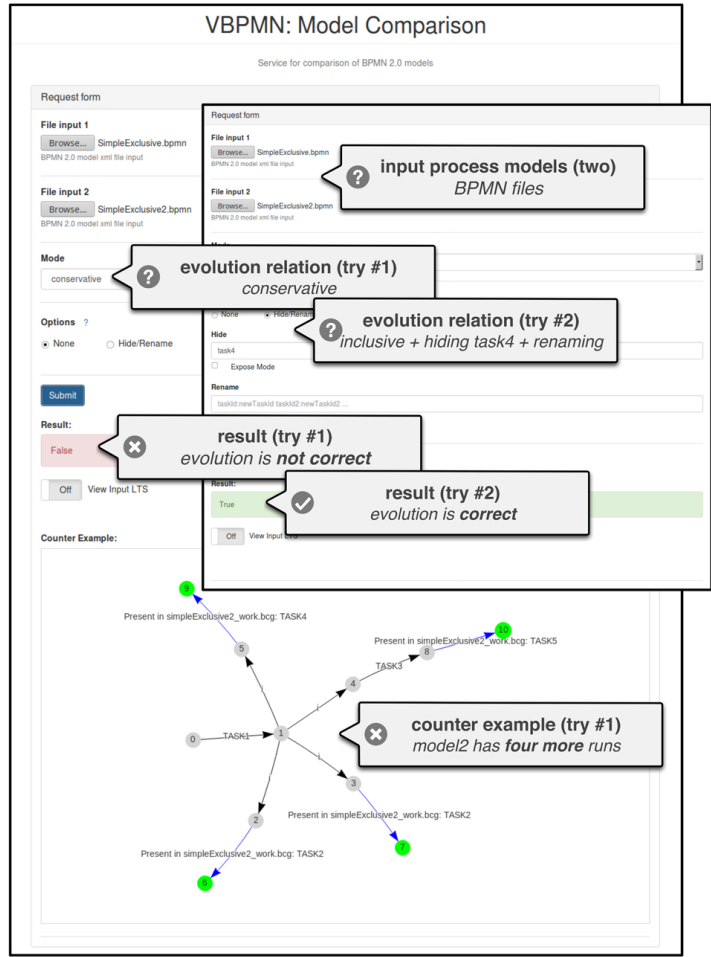 VBPMN: Model Comparison
Service for comparison of BPMN 2.0 models
Request form
File input 1
Browse... SimpleExclusive.bpmn
BPMN 2.0 model xml file input
File input 2
Browse... SimpleExclusive2.bpmn
BPMN 2.0 model xml file input
Mode
conservative
Options ?
None Hide/Rename
Submit
Result:
False
Off View Input LTS
Counter Example:
Request form
File input 1
Browse... SimpleExclusive.bpmn
BPMN 2.0 model xml file input
File input 2
Browse... SimpleExclusive2.bpmn
BPMN 2.0 model xml file input
Mode
None Hide/Rename
Hide
task4
Expose Mode
Rename
taskId:newTaskId taskId2:newTaskId2 ...
Result:
True
Off View Input LTS
? input process models (two)
BPMN files
? evolution relation (try #1)
conservative
? evolution relation (try #2)
inclusive + hiding task4 + renaming
result (try #1)
evolution is not correct
result (try #2)
evolution is correct
9
Present in simpleExclusive2_work.bcg: TASK4
5
10
Present in simpleExclusive2_work.bcg: TASK5
8
TASK3
4
i
i
0 TASK1 1
counter example (try #1)
model2 has four more runs
i
i
3
2
Present in simpleExclusive2_work.bcg: TASK2
7
Present in simpleExclusive2_work.bcg: TASK2
6